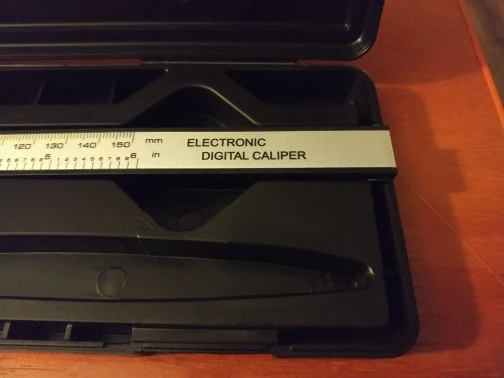 120 130 140 150 mm ELECTRONIC
5 6 in DIGITAL CALIPER